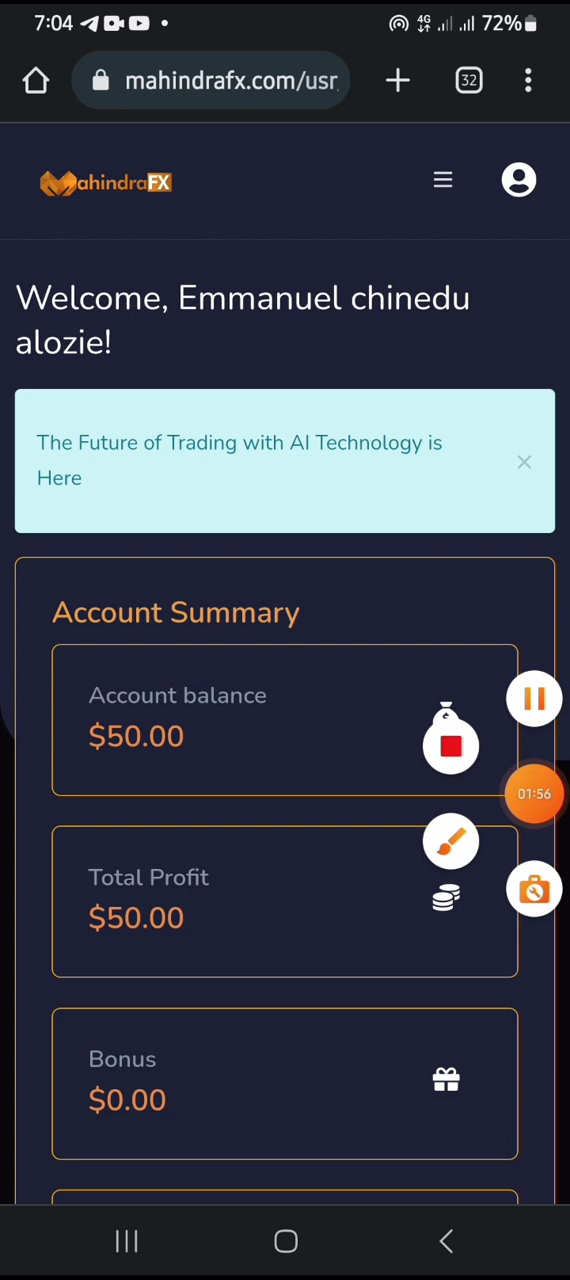 7:04 4G 72%
mahindrafx.com/usr 32
MahindraFX
Welcome, Emmanuel chinedu
alozie!
The Future of Trading with AI Technology is
Here
Account Summary
Account balance
$50.00
01:56
Total Profit
$50.00
Bonus
$0.00